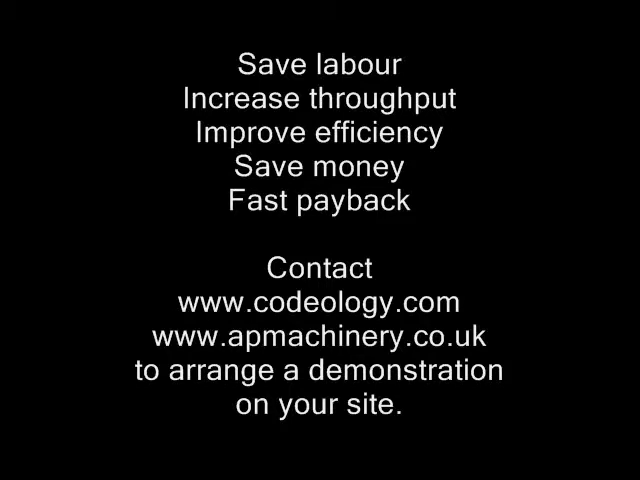 Save labour
Increase throughput
Improve efficiency
Save money
Fast payback
Contact
www.codeology.com
www.apmachinery.co.uk
to arrange a demonstration
on your site.